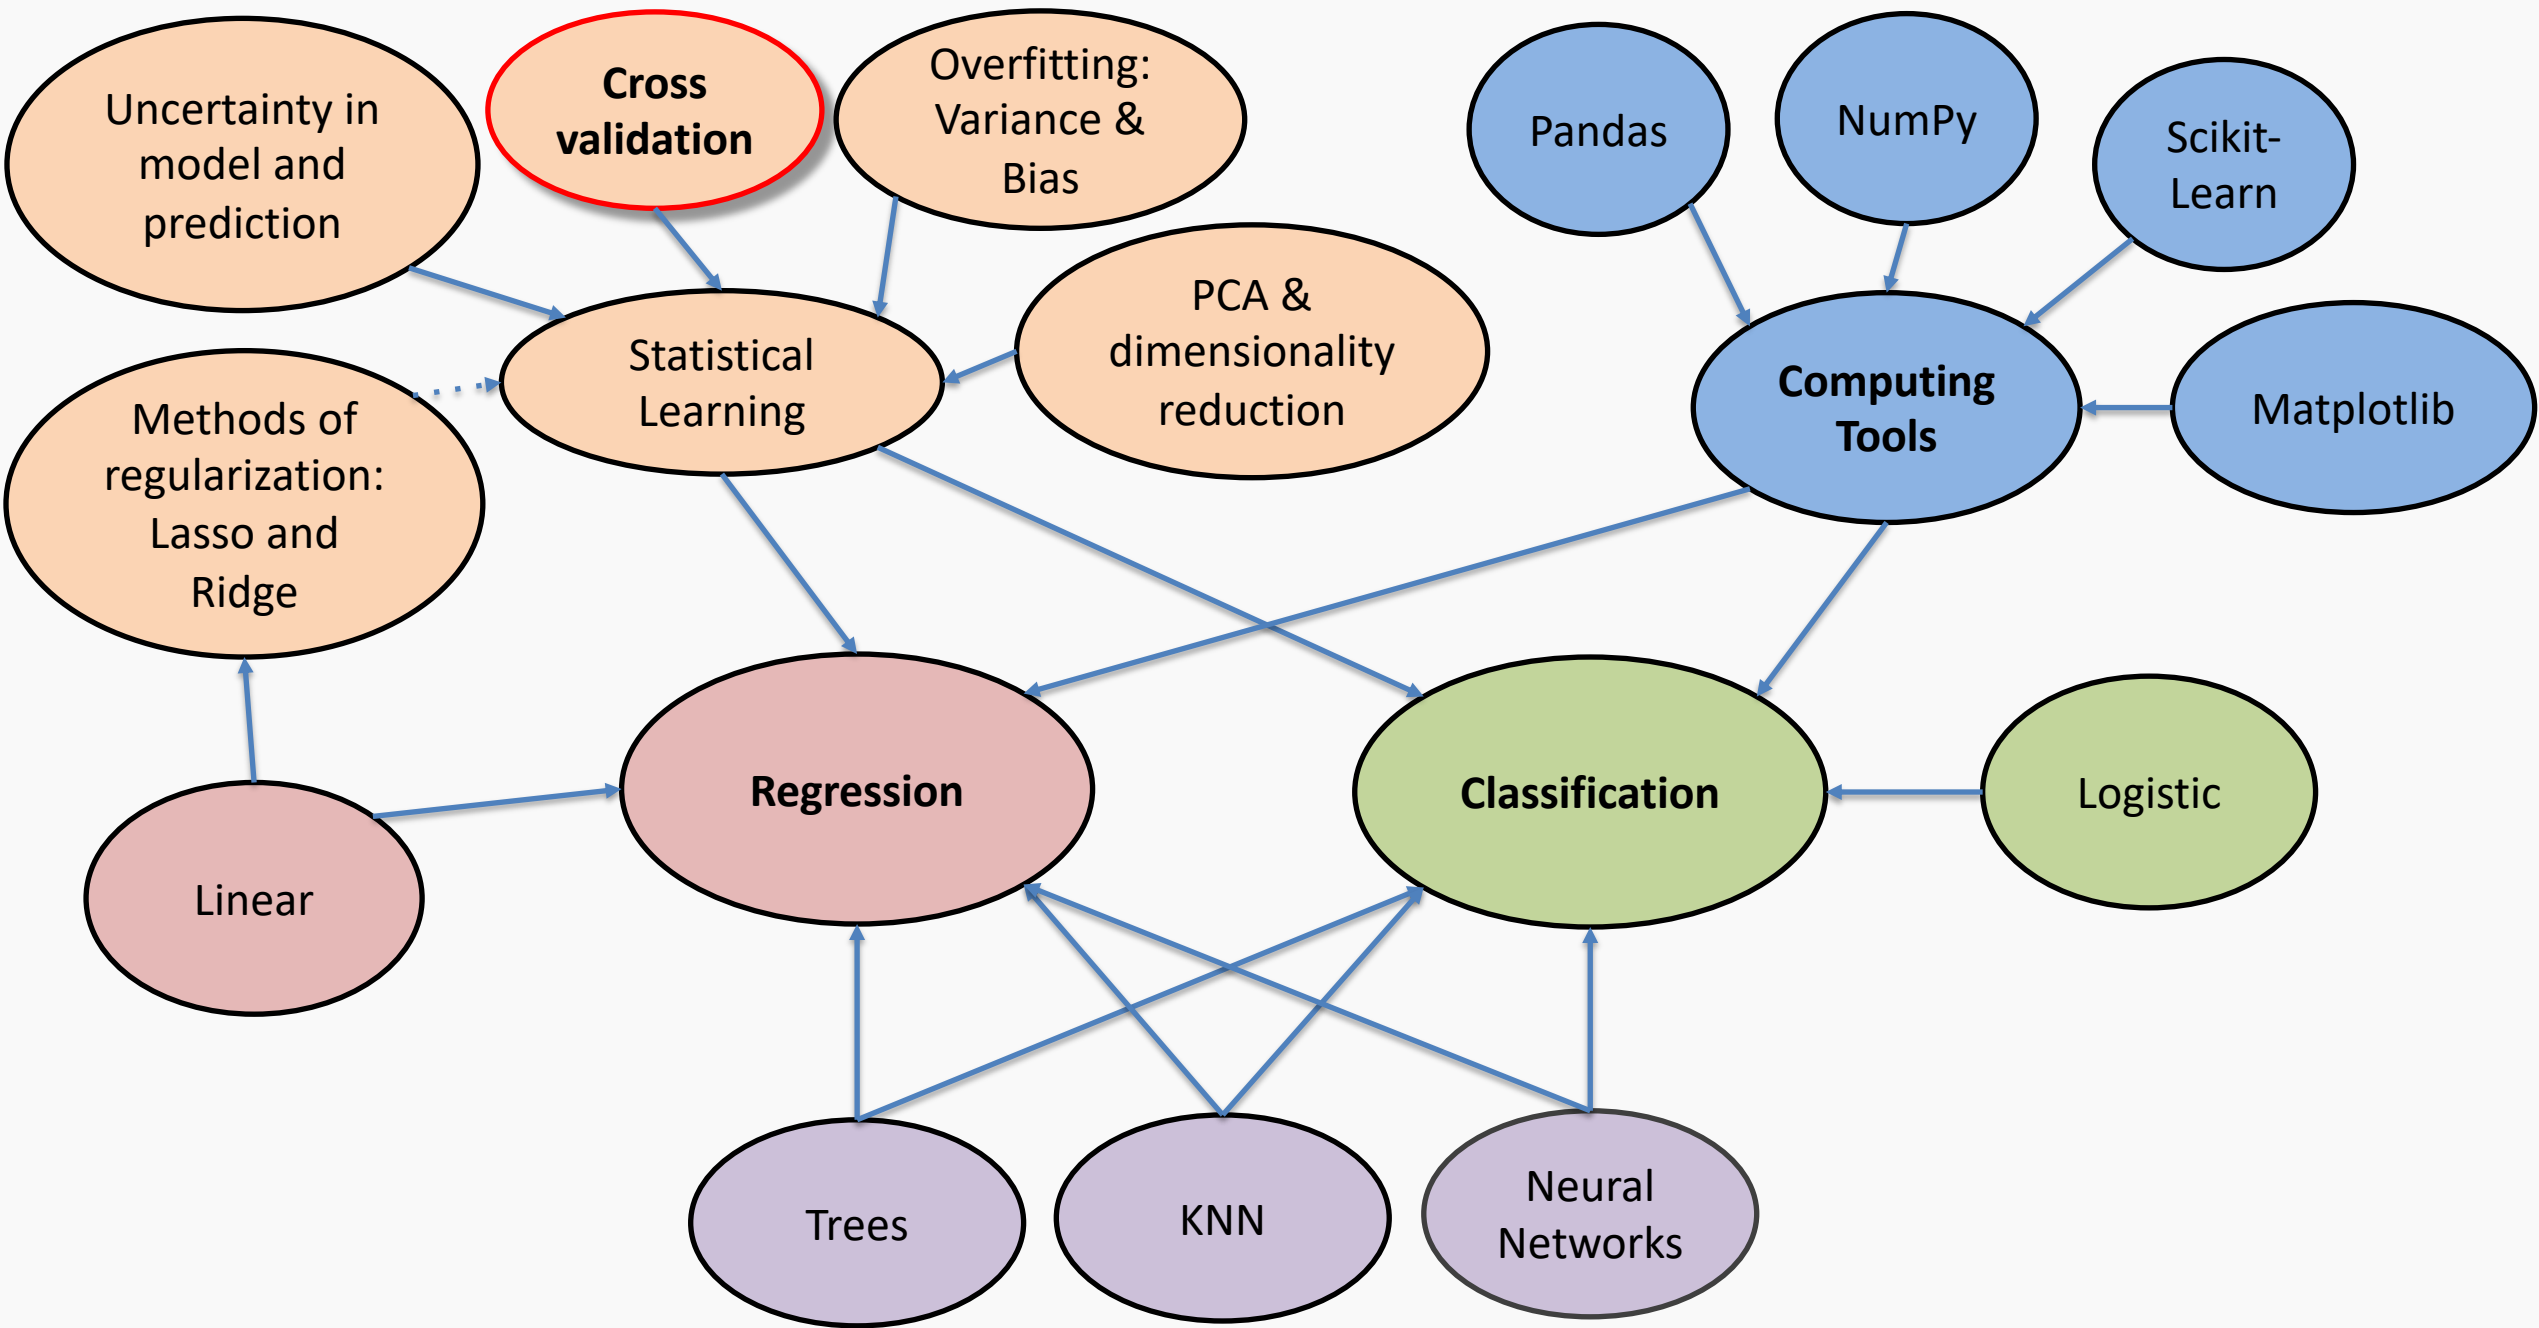 Uncertainty in
model and
prediction
Cross
validation
Overfitting:
Variance &
Bias
Pandas
NumPy
Scikit-
Learn
PCA &
dimensionality
reduction
Statistical
Learning
Computing
Tools
Matplotlib
Methods of
regularization:
Lasso and
Ridge
Regression
Classification
Logistic
Linear
Trees
KNN
Neural
Networks